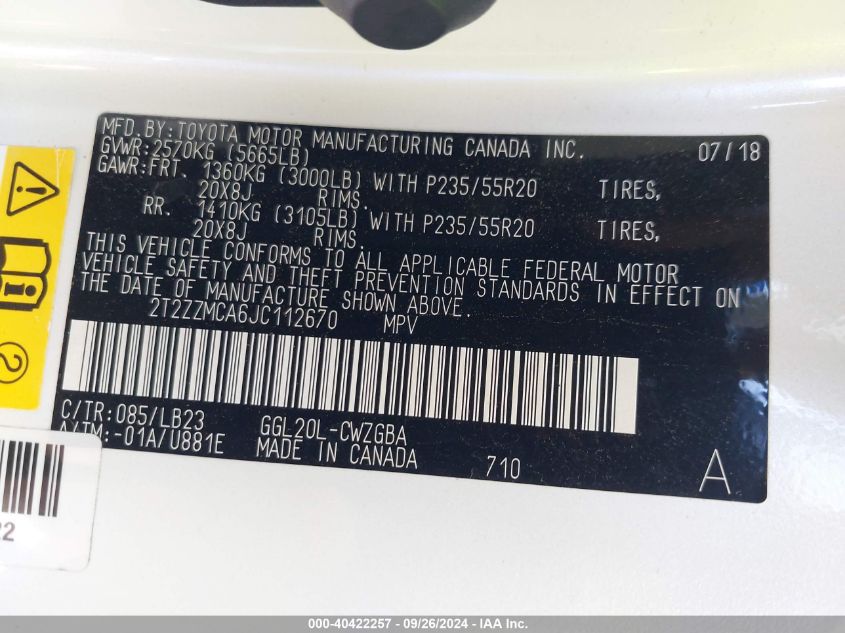 MFD.BY:TOYOTA MOTOR MANUFACTURING CANADA INC. 07/18
GVWR:2570KG (5665LB)
GAWR:FRT. 1360KG (3000LB) WITH P235/55R20 TIRES,
20X8J RIMS.
RR. 1410KG (3105LB) WITH P235/55R20 TIRES,
20X8J RIMS.
THIS VEHICLE CONFORMS TO ALL APPLICABLE FEDERAL MOTOR
VEHICLE SAFETY AND THEFT PREVENTION STANDARDS IN EFFECT ON
THE DATE OF MANUFACTURE SHOWN ABOVE.
2T2ZZMCA6JC112670 MPV
C/TR:085/LB23 GGL20L-CWZGBA
A/TM:-01A/U881E MADE IN CANADA 710 A
2
22
000-40422257 - 09/26/2024 - IAA Inc.